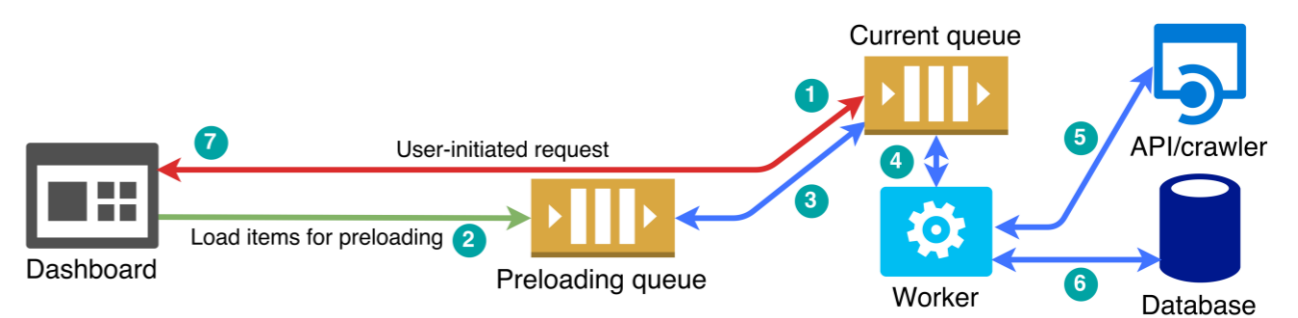 Current queue
1
5
7
User-initiated request
API/crawler
4
3
Load items for preloading
2
Dashboard
Preloading queue
6
Worker
Database